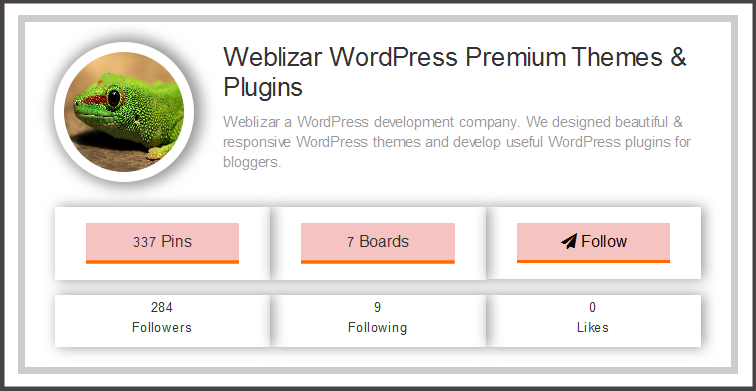 Weblizar WordPress Premium Themes &
Plugins
Weblizar a WordPress development company. We designed beautiful &
responsive WordPress themes and develop useful WordPress plugins for
bloggers.
337 Pins
7 Boards
Follow
284
Followers
9
Following
0
Likes